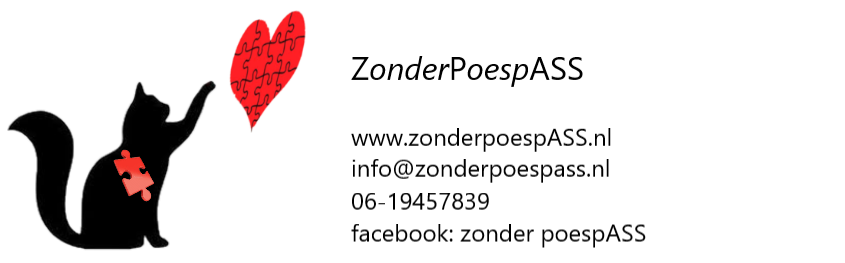 ZonderPoespASS
www.zonderpoespASS.nl
info@zonderpoespass.nl
06-19457839
facebook: zonder poespASS